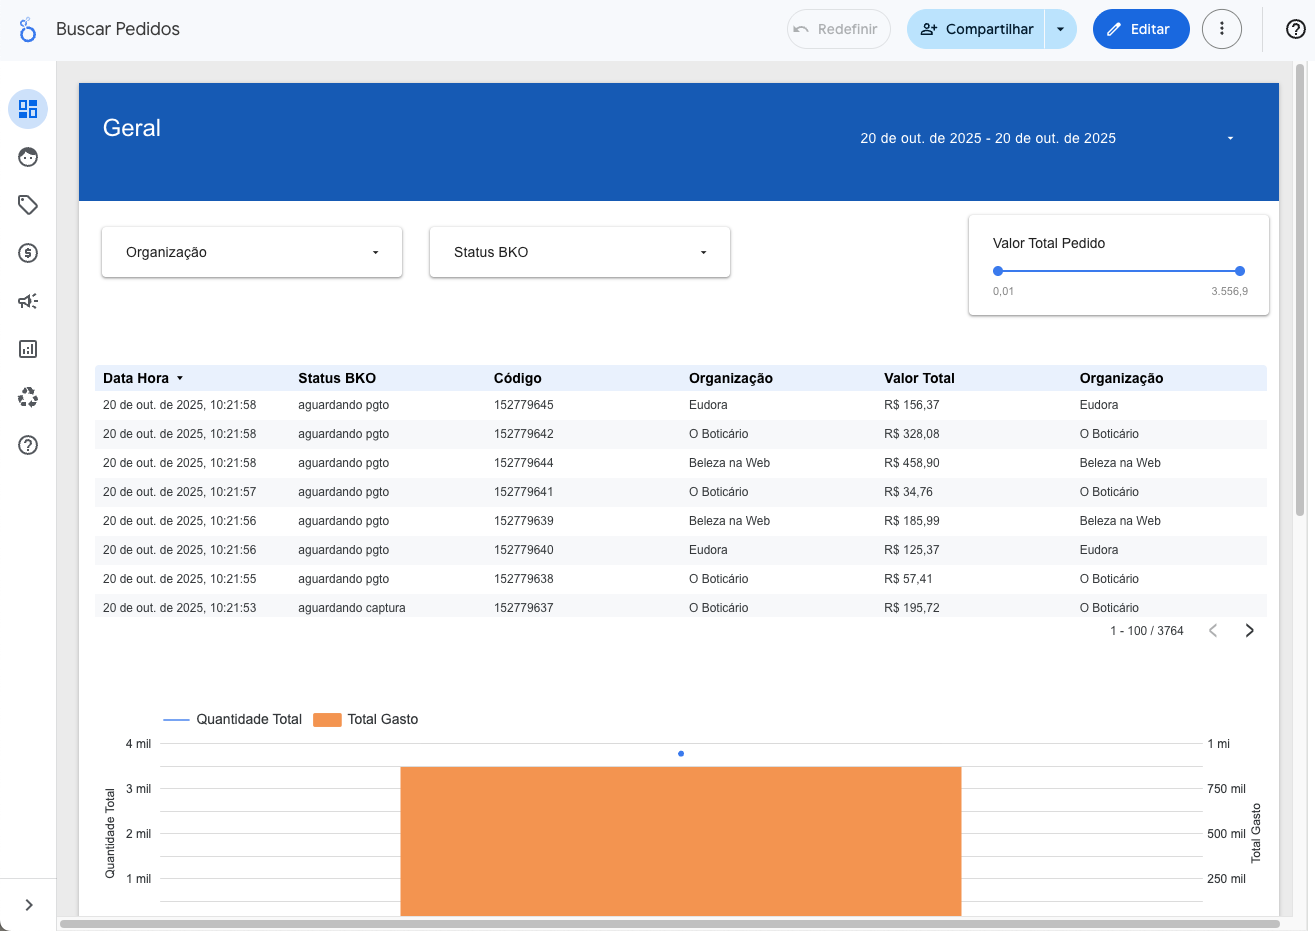 Buscar Pedidos
Redefinir
Compartilhar
Editar
Geral
20 de out. de 2025 - 20 de out. de 2025
Organização
Status BKO
Valor Total Pedido
0,01 3.556,9
Data Hora Status BKO Código Organização Valor Total Organização
20 de out. de 2025, 10:21:58 aguardando pgto 152779645 Eudora R$ 156,37 Eudora
20 de out. de 2025, 10:21:58 aguardando pgto 152779642 O Boticário R$ 328,08 O Boticário
20 de out. de 2025, 10:21:58 aguardando pgto 152779644 Beleza na Web R$ 458,90 Beleza na Web
20 de out. de 2025, 10:21:57 aguardando pgto 152779641 O Boticário R$ 34,76 O Boticário
20 de out. de 2025, 10:21:56 aguardando pgto 152779639 Beleza na Web R$ 185,99 Beleza na Web
20 de out. de 2025, 10:21:56 aguardando pgto 152779640 Eudora R$ 125,37 Eudora
20 de out. de 2025, 10:21:55 aguardando pgto 152779638 O Boticário R$ 57,41 O Boticário
20 de out. de 2025, 10:21:53 aguardando captura 152779637 O Boticário R$ 195,72 O Boticário
1 - 100 / 3764
Quantidade Total Total Gasto
4 mil 1 mi
3 mil 750 mil
2 mil 500 mil
1 mil 250 mil
Quantidade Total
Total Gasto